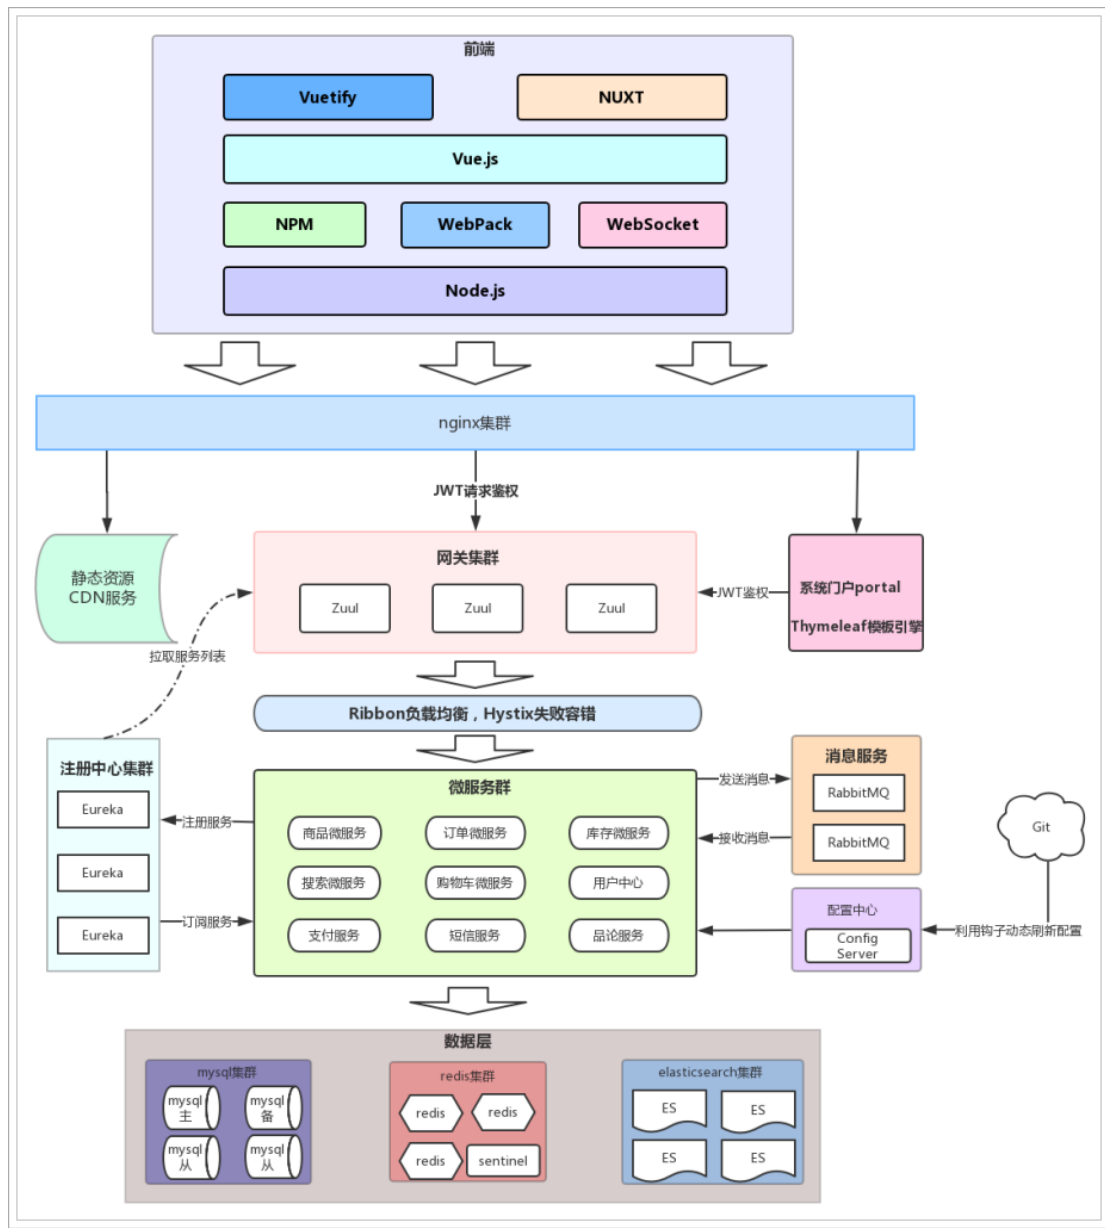 前端
Vuetify
NUXT
Vue.js
NPM
WebPack
WebSocket
Node.js
nginx集群
JWT请求鉴权
静态资源
CDN服务
网关集群
Zuul
Zuul
Zuul
JWT鉴权
系统门户portal
Thymeleaf模板引擎
拉取服务列表
Ribbon负载均衡，Hystix失败容错
注册中心集群
Eureka
Eureka
Eureka
注册服务
订阅服务
微服务群
商品微服务
订单微服务
库存微服务
搜索微服务
购物车微服务
用户中心
支付服务
短信服务
品论服务
发送消息
接收消息
消息服务
RabbitMQ
RabbitMQ
Git
配置中心
Config
Server
利用钩子动态刷新配置
数据层
mysql集群
mysql
主
mysql
备
mysql
从
mysql
从
redis集群
redis
redis
redis
sentinel
elasticsearch集群
ES
ES
ES
ES